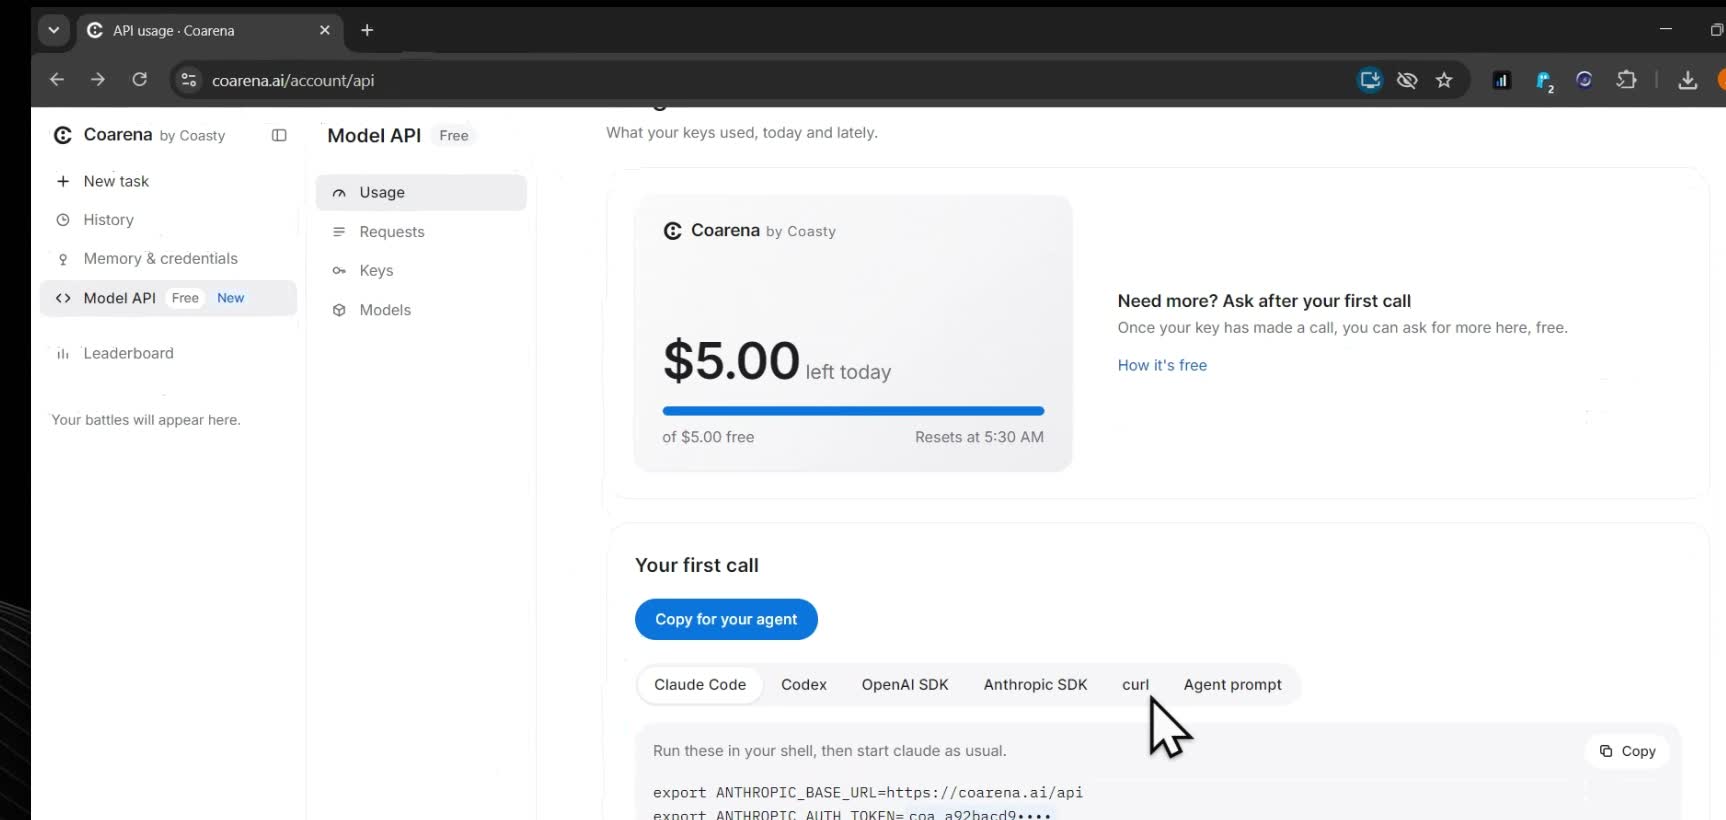 API usage · Coarena
coarena.ai/account/api
2
Coarena by Coasty
New task
History
Memory & credentials
Model API Free New
Leaderboard
Your battles will appear here.
Model API Free
Usage
Requests
Keys
Models
What your keys used, today and lately.
Coarena by Coasty
$5.00 left today
of $5.00 free Resets at 5:30 AM
Need more? Ask after your first call
Once your key has made a call, you can ask for more here, free.
How it's free
Your first call
Copy for your agent
Claude Code Codex OpenAI SDK Anthropic SDK curl Agent prompt
Run these in your shell, then start claude as usual.
Copy
export ANTHROPIC_BASE_URL=https://coarena.ai/api
export ANTHROPIC_AUTH_TOKEN=coa_a92bacd9••••